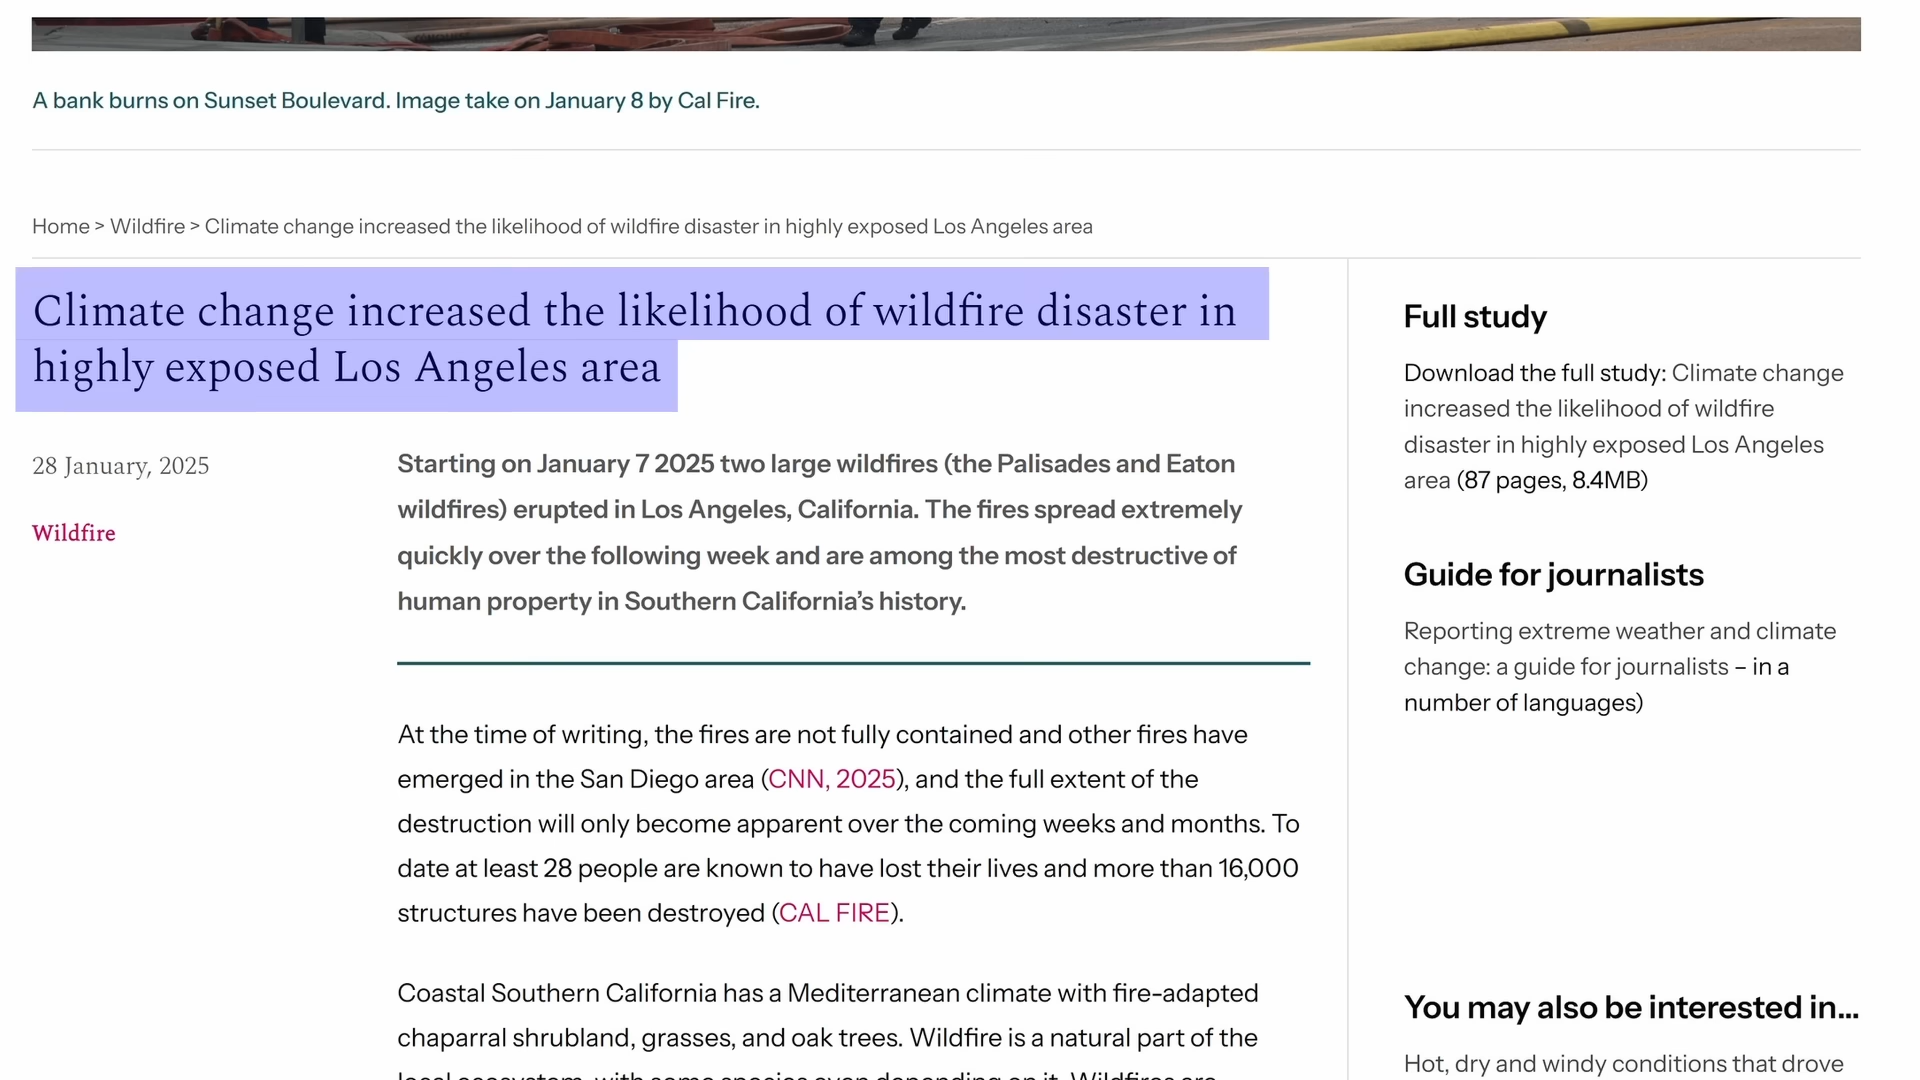 A bank burns on Sunset Boulevard. Image take on January 8 by Cal Fire.
Home > Wildfire > Climate change increased the likelihood of wildfire disaster in highly exposed Los Angeles area
Climate change increased the likelihood of wildfire disaster in
highly exposed Los Angeles area
28 January, 2025
Wildfire
Starting on January 7 2025 two large wildfires (the Palisades and Eaton
wildfires) erupted in Los Angeles, California. The fires spread extremely
quickly over the following week and are among the most destructive of
human property in Southern California’s history.
At the time of writing, the fires are not fully contained and other fires have
emerged in the San Diego area (CNN, 2025), and the full extent of the
destruction will only become apparent over the coming weeks and months. To
date at least 28 people are known to have lost their lives and more than 16,000
structures have been destroyed (CAL FIRE).
Coastal Southern California has a Mediterranean climate with fire-adapted
chaparral shrubland, grasses, and oak trees. Wildfire is a natural part of the
local ecosystem, with some species even depending on it. Wildfires are
Full study
Download the full study: Climate change
increased the likelihood of wildfire
disaster in highly exposed Los Angeles
area (87 pages, 8.4MB)
Guide for journalists
Reporting extreme weather and climate
change: a guide for journalists – in a
number of languages)
You may also be interested in...
Hot, dry and windy conditions that drove